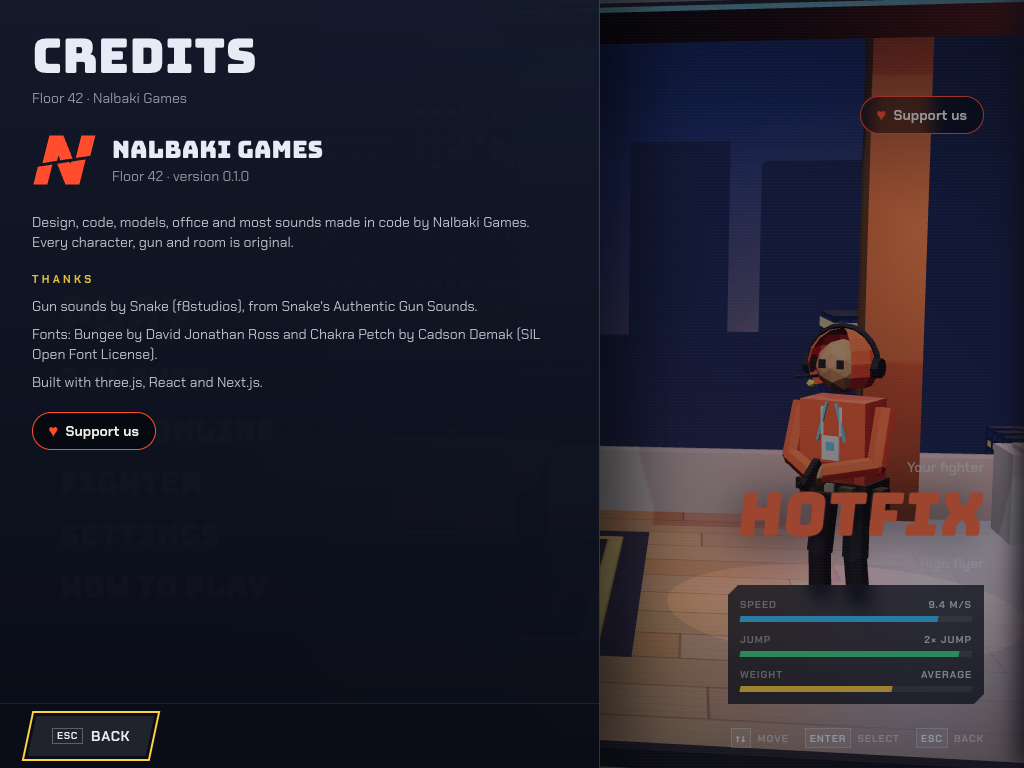 CREDITS
Floor 42 · Nalbaki Games
NALBAKI GAMES
Floor 42 · version 0.1.0
Design, code, models, office and most sounds made in code by Nalbaki Games.
Every character, gun and room is original.
THANKS
Gun sounds by Snake (f8studios), from Snake's Authentic Gun Sounds.
Fonts: Bungee by David Jonathan Ross and Chakra Petch by Cadson Demak (SIL
Open Font License).
Built with three.js, React and Next.js.
♥ Support us
ONLINE
FIGHTER
SETTINGS
HOW TO PLAY
ESC BACK
♥ Support us
Your fighter
HOTFIX
High flyer
SPEED 9.4 M/S
JUMP 2× JUMP
WEIGHT AVERAGE
↑↓ MOVE ENTER SELECT ESC BACK